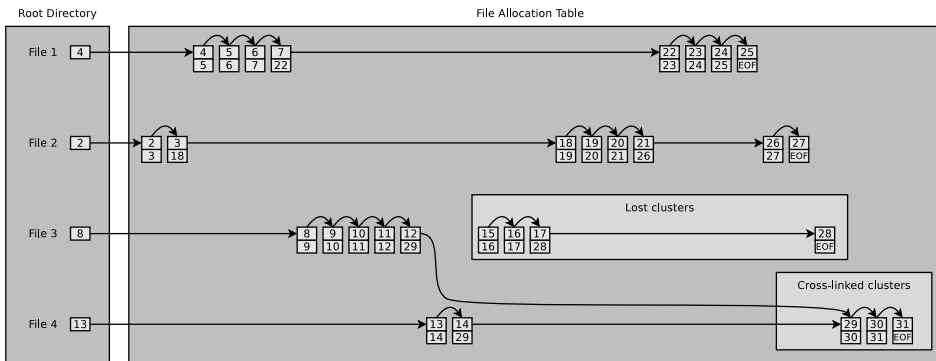 Root Directory File Allocation Table
File 1 4 4 5 6 7 22 23 24 25
5 6 7 22 23 24 25 EOF
File 2 2 2 3 18 19 20 21 26 27
3 18 19 20 21 26 27 EOF
Lost clusters
File 3 8 8 9 10 11 12 15 16 17 28
9 10 11 12 29 16 17 28 EOF
Cross-linked clusters
File 4 13 13 14 29 30 31
14 29 30 31 EOF